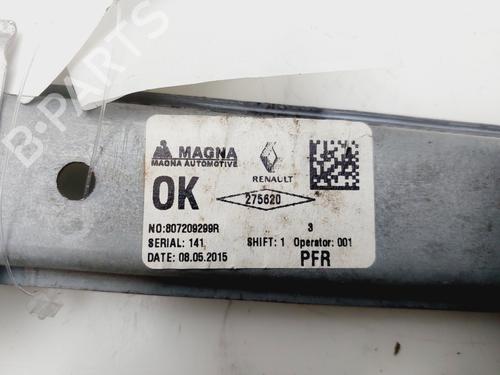 B-PARTS
MAGNA
MAGNA AUTOMOTIVE
RENAULT
OK
275620
NO:807209299R
3
SERIAL: 141
SHIFT: 1 Operator: 001
DATE: 08.05.2015
PFR